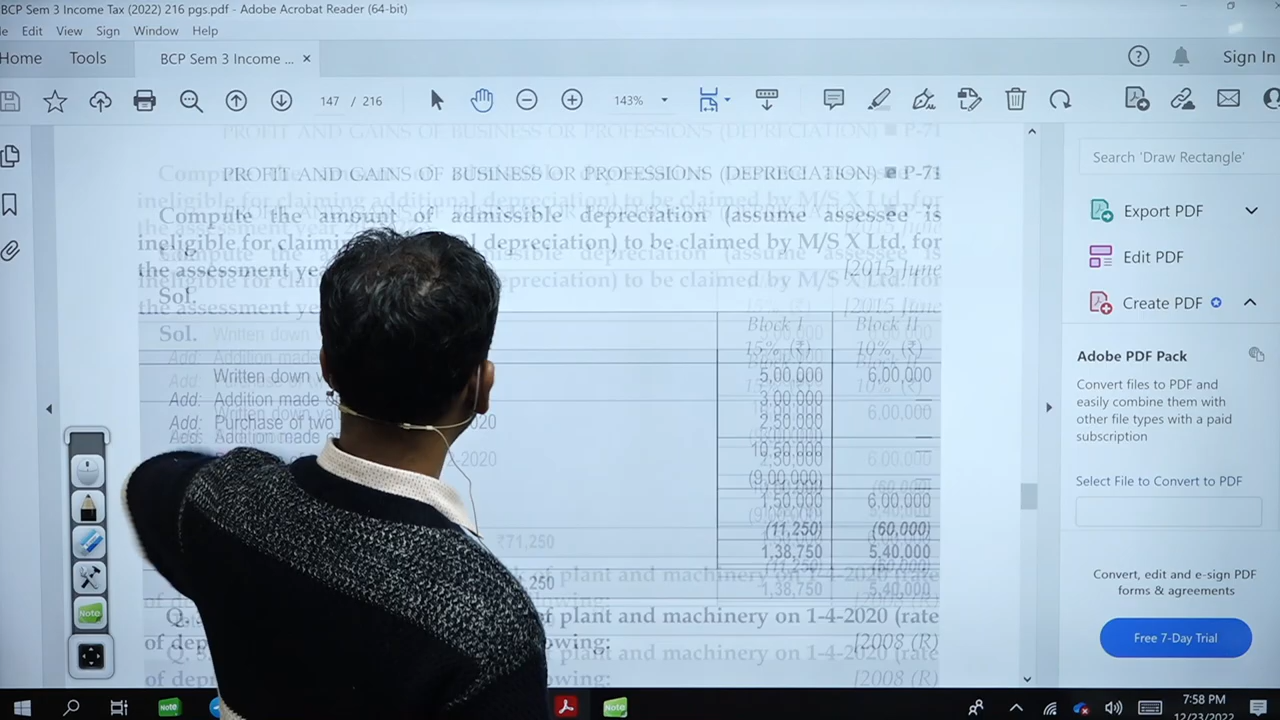 BCP Sem 3 Income Tax (2022) 216 pgs.pdf - Adobe Acrobat Reader (64-bit)
Edit View Sign Window Help
Home Tools BCP Sem 3 Income ... × Sign In
147 / 216 143%
PROFIT AND GAINS OF BUSINESS OR PROFESSIONS (DEPRECIATION) ■ P-71
Compute the amount of admissible depreciation (assume assessee is
ineligible for claiming additional depreciation) to be claimed by M/S X Ltd. for
the assessment year [2015 June
Sol.
Block I Block II
15% (₹) 10% (₹)
Written down 5,00,000 6,00,000
Add: Addition made 3,00,000 —
Add: Purchase of two 2020 2,50,000 —
10,50,000
(9,00,000) —
1,50,000 6,00,000
(11,250) (60,000)
1,38,750 5,40,000
₹71,250
Q. plant and machinery on 1-4-2020 (rate
of [2008 (R)
Search 'Draw Rectangle'
Export PDF
Edit PDF
Create PDF
Adobe PDF Pack
Convert files to PDF and
easily combine them with
other file types with a paid
subscription
Select File to Convert to PDF
Convert, edit and e-sign PDF
forms & agreements
Free 7-Day Trial
Note
Note Note
7:58 PM
12/23/2022